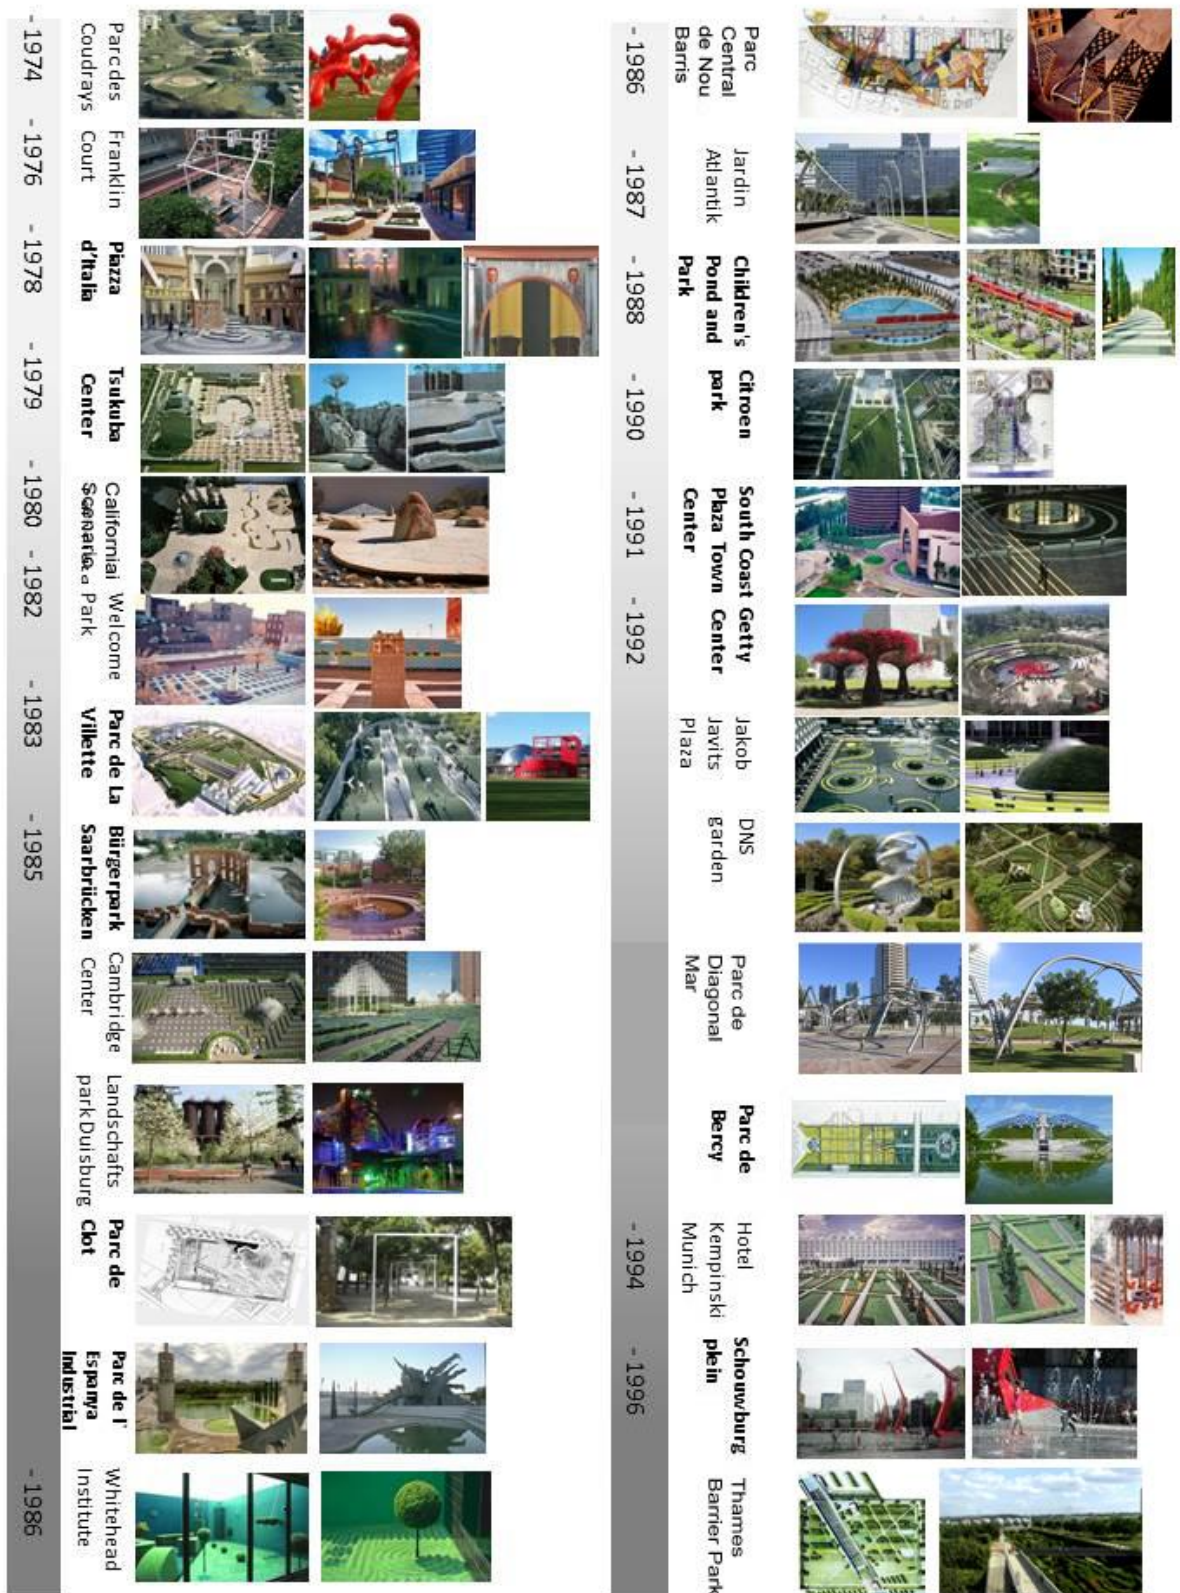 - 1974
Parc des
Coudrays
- 1976
Franklin
Court
- 1978
Piazza
d'Italia
- 1979
Tsukuba
Center
- 1980
Californiai
Scenario
- 1982
Welcome
Park
- 1983
Parc de La
Villette
- 1985
Bürgerpark
Saarbrücken
Cambridge
Center
Landschafts
park Duisburg
Parc de
Clot
Parc de l'
Espanya
Industrial
- 1986
Whitehead
Institute
- 1986
Parc
Central
de Nou
Barris
- 1987
Jardin
Atlantik
- 1988
Children's
Pond and
Park
- 1990
Citroen
park
- 1991
South Coast
Plaza Town
Center
- 1992
Getty
Center
Jakob
Javits
Plaza
DNS
garden
Parc de
Diagonal
Mar
Parc de
Bercy
- 1994
Hotel
Kempinski
Munich
- 1996
Schouwburg
plein
Thames
Barrier Park